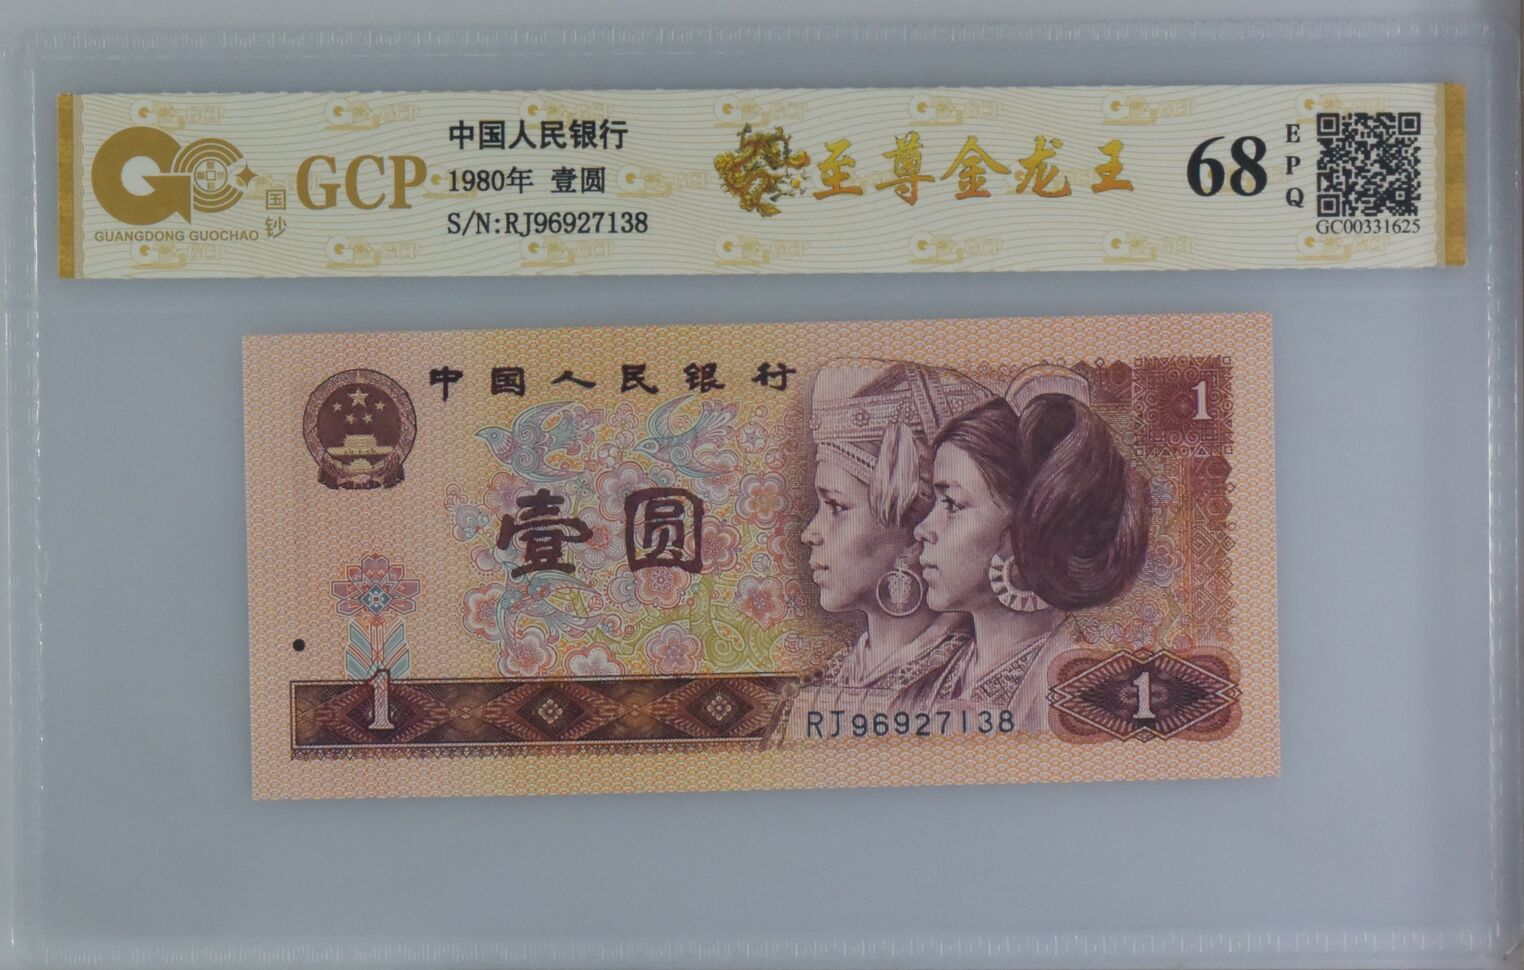 GUANGDONG GUOCHAO
国钞
GCP
中国人民银行
1980年 壹圆
S/N:RJ96927138
至尊金龙王
68
EPQ
GC00331625
中国人民银行
1
壹圆
1
RJ96927138
1